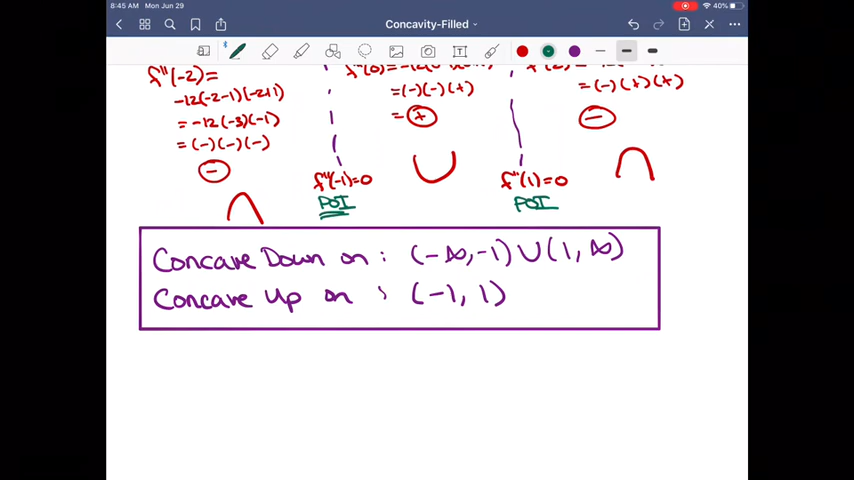 8:45 AM Mon Jun 29
40%
Concavity-Filled
f''(-2)=
-12(-2-1)(-2+1)
=-12(-3)(-1)
=(-)(-)(-)
-
=(-)(-)(+)
=+
=(-)(+)(+)
-
f''(-1)=0
POI
f''(1)=0
POI
Concave Down on : (-∞,-1)∪(1,∞)
Concave Up on : (-1, 1)